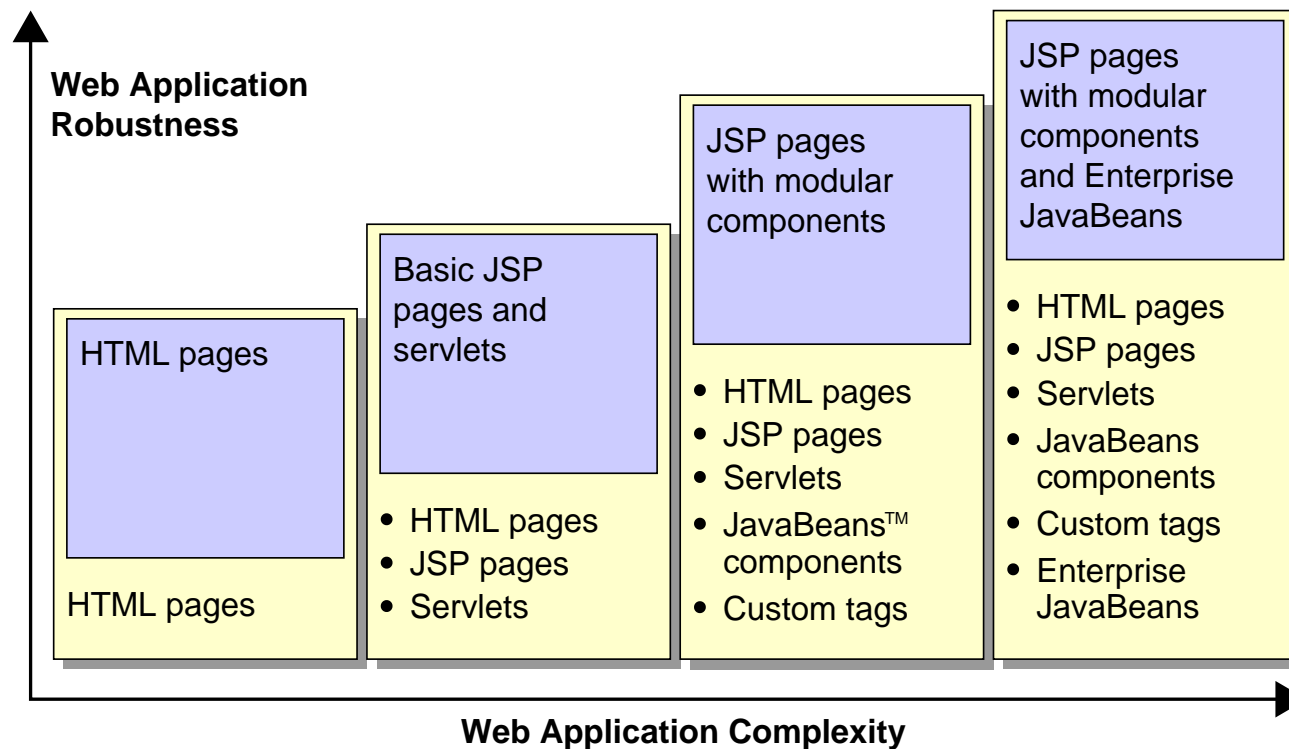 Web Application
Robustness
HTML pages
HTML pages
Basic JSP
pages and
servlets
• HTML pages
• JSP pages
• Servlets
JSP pages
with modular
components
• HTML pages
• JSP pages
• Servlets
• JavaBeans™
components
• Custom tags
JSP pages
with modular
components
and Enterprise
JavaBeans
• HTML pages
• JSP pages
• Servlets
• JavaBeans
components
• Custom tags
• Enterprise
JavaBeans
Web Application Complexity